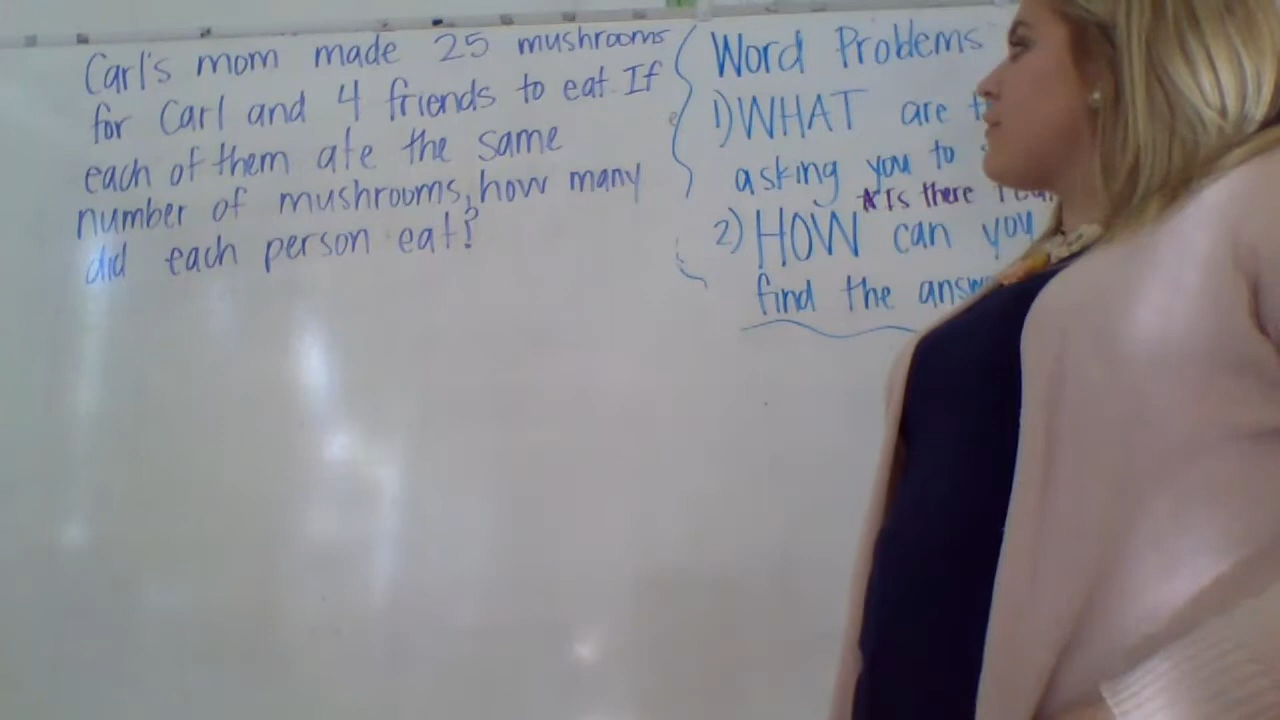 Carl's mom made 25 mushrooms
for Carl and 4 friends to eat. If
each of them ate the same
number of mushrooms, how many
did each person eat?
Word Problems
1) WHAT are
asking you to
*Is there
2) HOW can you
find the